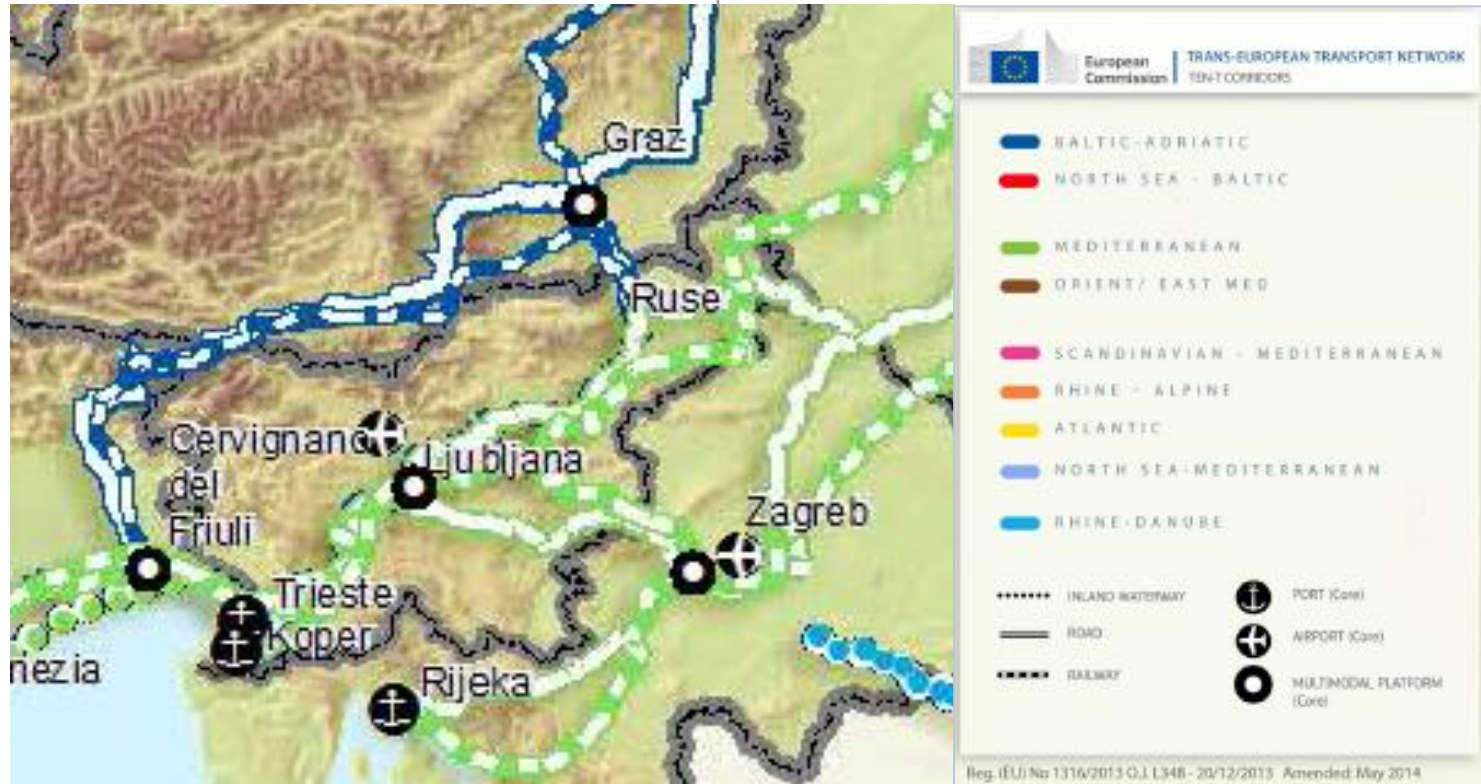 Graz
Ruse
Cervignano
del
Friuli
Ljubljana
Zagreb
Trieste
Koper
Rijeka
nezia
European
Commission
TRANS-EUROPEAN TRANSPORT NETWORK
TEN-T CORRIDORS
BALTIC-ADRIATIC
NORTH SEA - BALTIC
MEDITERRANEAN
ORIENT/ EAST MED
SCANDINAVIAN - MEDITERRANEAN
RHINE - ALPINE
ATLANTIC
NORTH SEA-MEDITERRANEAN
RHINE-DANUBE
INLAND WATERWAY
PORT (Core)
ROAD
AIRPORT (Core)
RAILWAY
MULTIMODAL PLATFORM
(Core)
Reg. (EU) No 1316/2013 O.J. L348 - 20/12/2013 Amended: May 2014